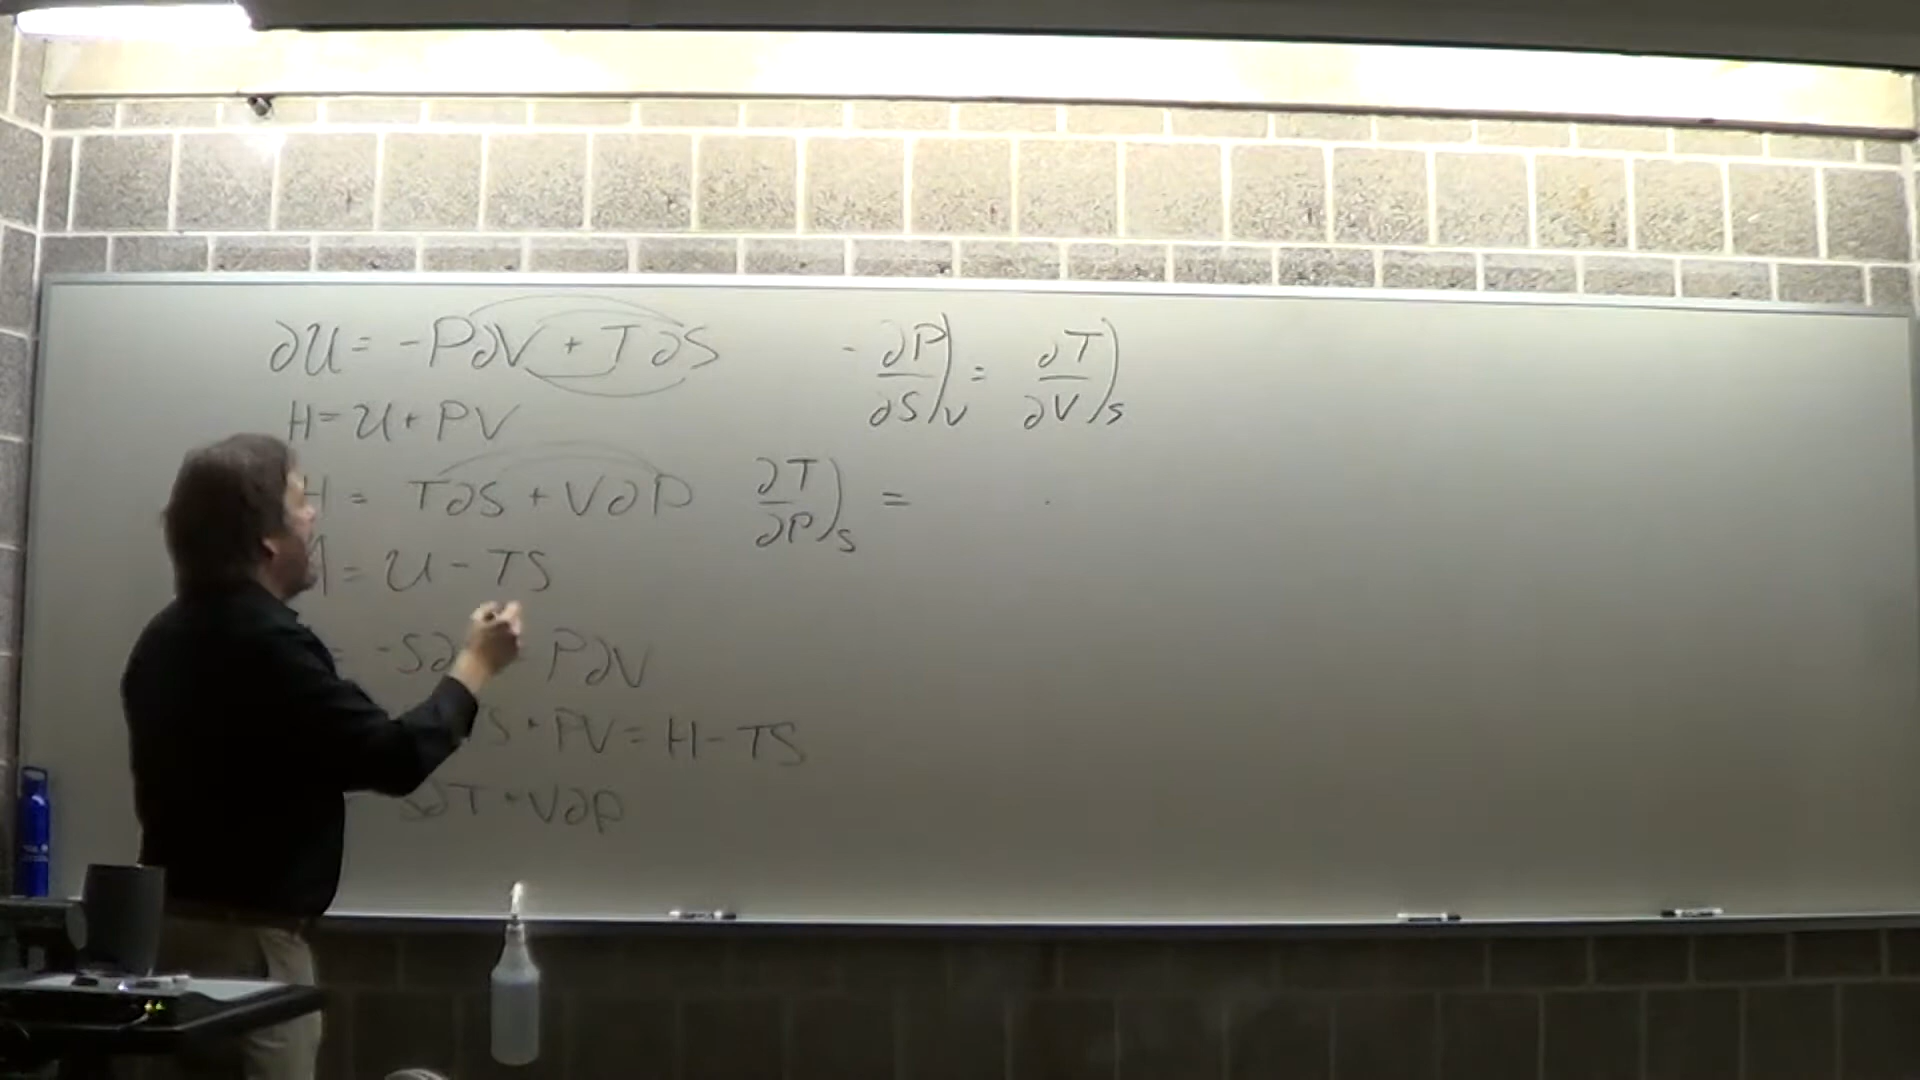 ∂U = -P∂V + T∂S
-∂P/∂S)V = ∂T/∂V)S
H = U + PV
H = T∂S + V∂P
∂T/∂P)S =
= U - TS
= -S∂ P∂V
S + PV = H - TS
S∂T + V∂P